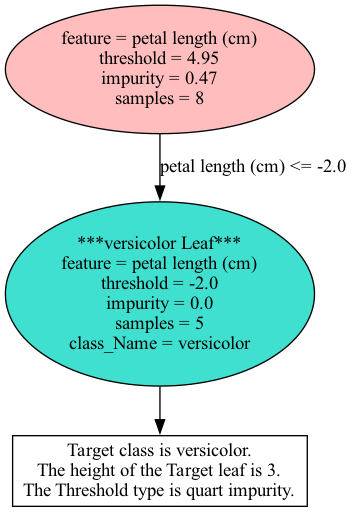 feature = petal length (cm)
threshold = 4.95
impurity = 0.47
samples = 8
petal length (cm) <= -2.0
***versicolor Leaf***
feature = petal length (cm)
threshold = -2.0
impurity = 0.0
samples = 5
class_Name = versicolor
Target class is versicolor.
The height of the Target leaf is 3.
The Threshold type is quart impurity.